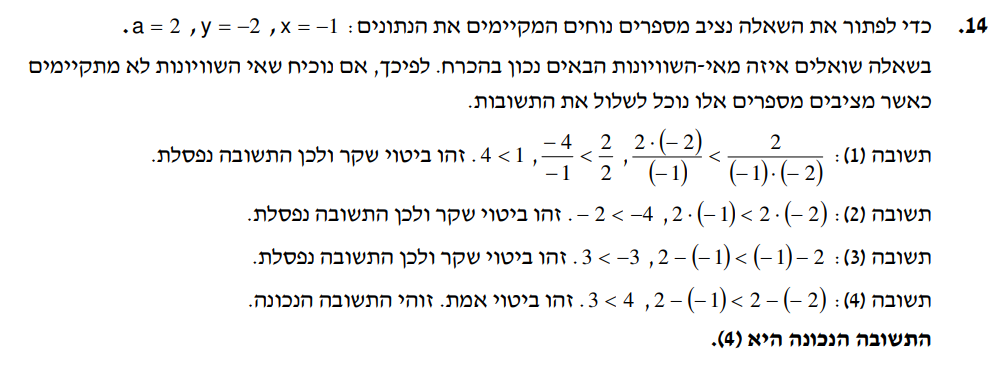 14. כדי לפתור את השאלה נציב מספרים נוחים המקיימים את הנתונים: a = 2 , y = −2 , x = −1.
בשאלה שואלים איזה מאי-השוויונות הבאים נכון בהכרח. לפיכך, אם נוכיח שאי השוויונות לא מתקיימים
כאשר מציבים מספרים אלו נוכל לשלול את התשובות.
תשובה (1): \frac{2·(−2)}{(−1)} < \frac{2}{(−1)·(−2)} , \frac{−4}{−1} < \frac{2}{2} , 4 < 1. זהו ביטוי שקר ולכן התשובה נפסלת.
תשובה (2): 2·(−1) < 2·(−2) , −2 < −4. זהו ביטוי שקר ולכן התשובה נפסלת.
תשובה (3): 2 − (−1) < (−1) − 2 , 3 < −3. זהו ביטוי שקר ולכן התשובה נפסלת.
תשובה (4): 2 − (−1) < 2 − (−2) , 3 < 4. זהו ביטוי אמת. זוהי התשובה הנכונה.
התשובה הנכונה היא (4).